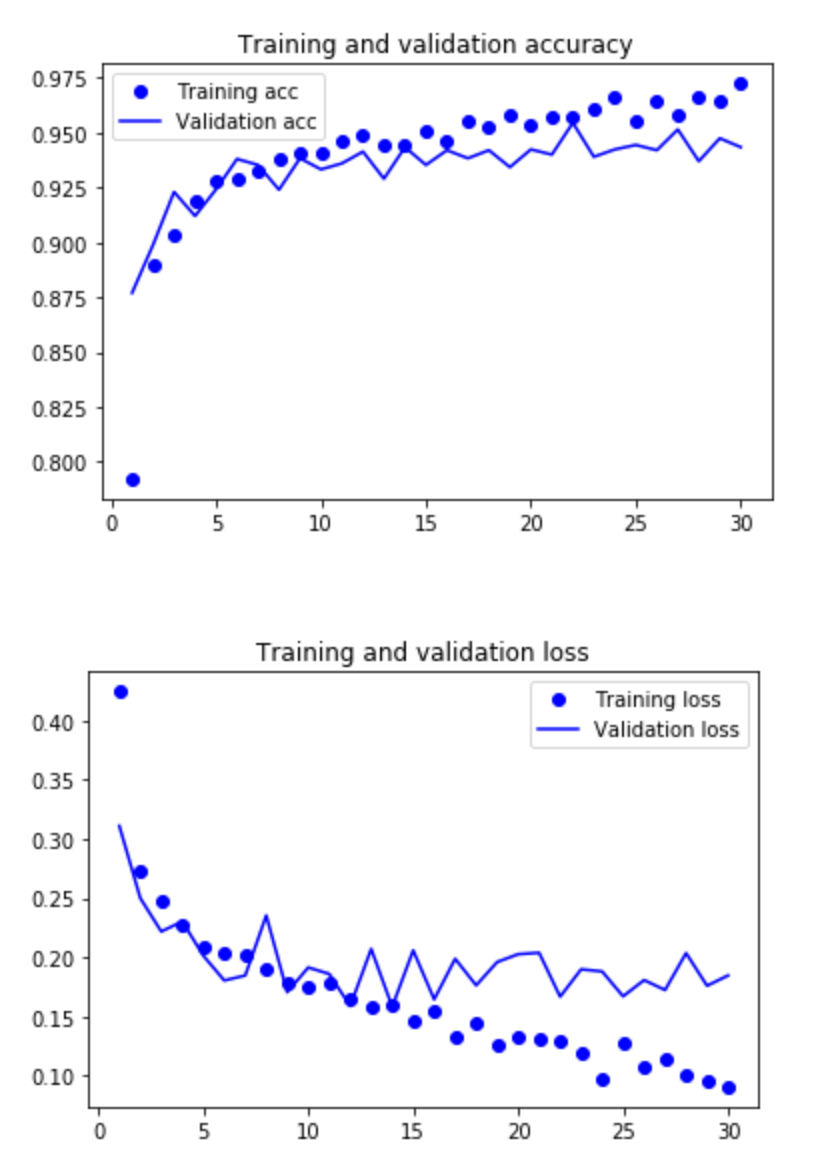 Training and validation accuracy
0.975
Training acc
0.950
Validation acc
0.925
0.900
0.875
0.850
0.825
0.800
0 5 10 15 20 25 30
Training and validation loss
Training loss
0.40
Validation loss
0.35
0.30
0.25
0.20
0.15
0.10
0 5 10 15 20 25 30